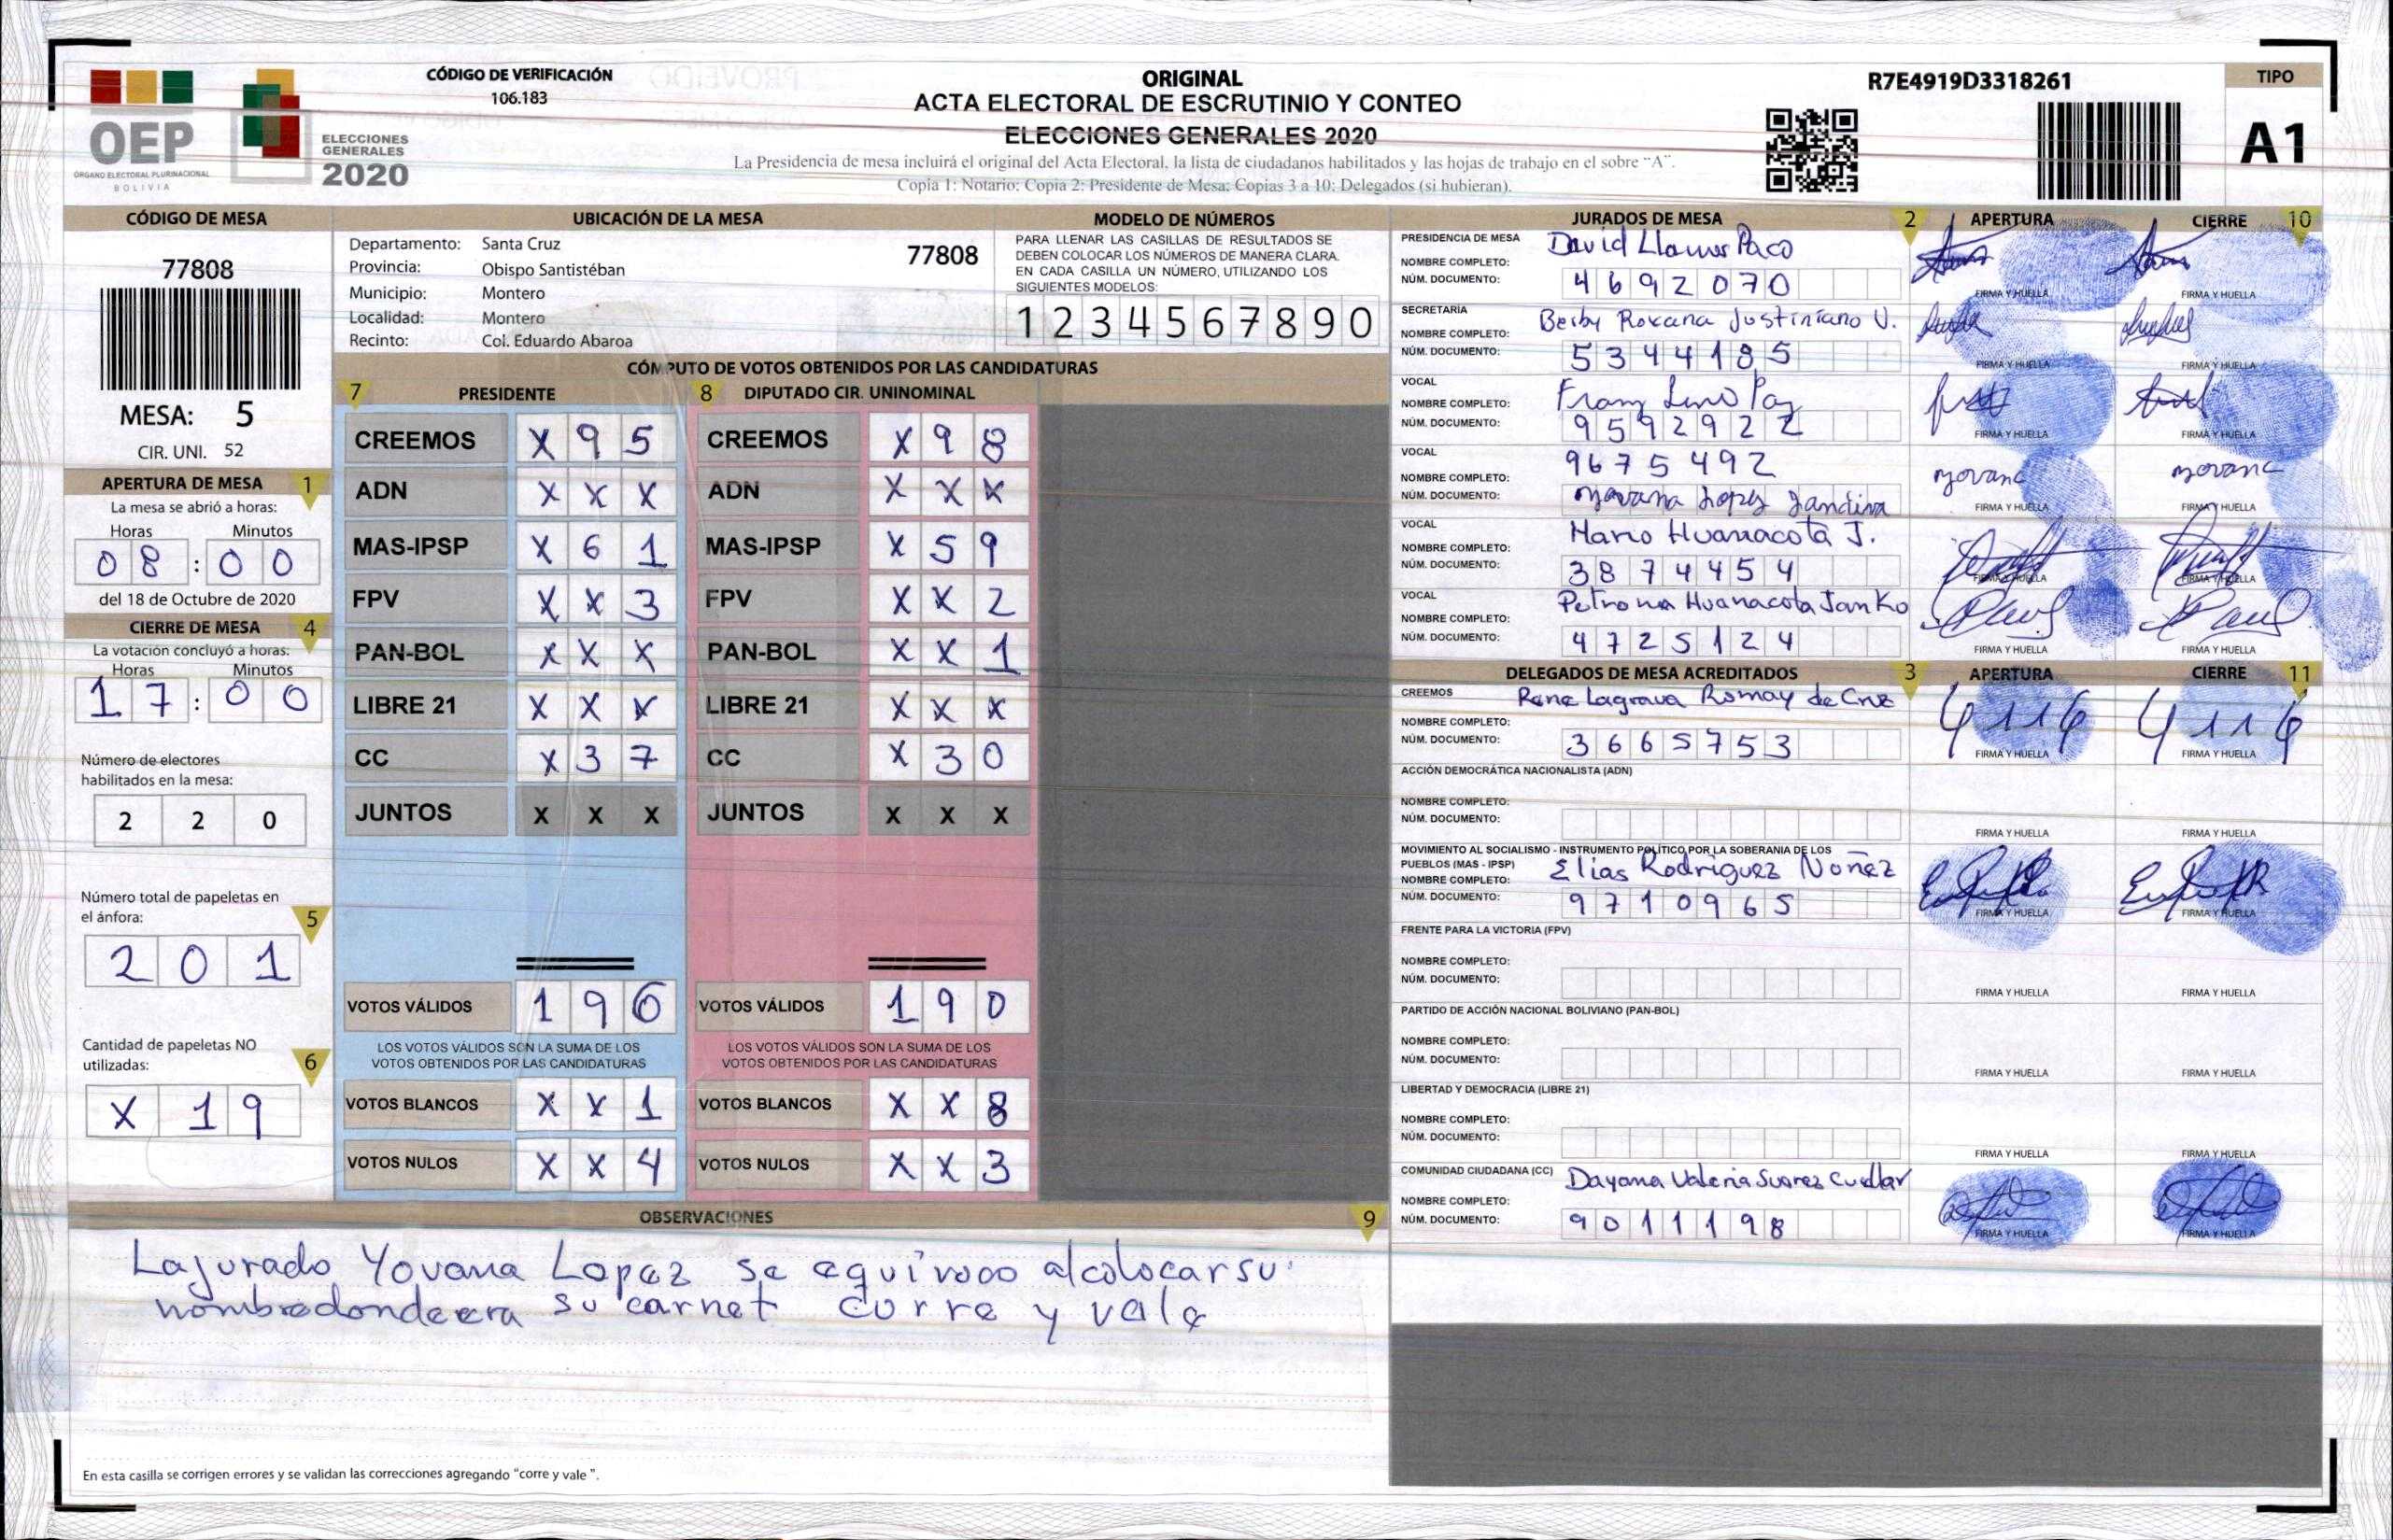 OEP
ÓRGANO ELECTORAL PLURINACIONAL
BOLIVIA
ELECCIONES
GENERALES
2020
CÓDIGO DE VERIFICACIÓN
106.183
ORIGINAL
ACTA ELECTORAL DE ESCRUTINIO Y CONTEO
ELECCIONES GENERALES 2020
La Presidencia de mesa incluirá el original del Acta Electoral, la lista de ciudadanos habilitados y las hojas de trabajo en el sobre "A".
Copia 1: Notario; Copia 2: Presidente de Mesa; Copias 3 a 10: Delegados (si hubieran).
R7E4919D3318261
TIPO
A1
CÓDIGO DE MESA
77808
MESA: 5
CIR. UNI. 52
APERTURA DE MESA 1
La mesa se abrió a horas:
Horas Minutos
08 : 00
del 18 de Octubre de 2020
CIERRE DE MESA 4
La votación concluyó a horas:
Horas Minutos
17 : 00
Número de electores
habilitados en la mesa:
2 2 0
Número total de papeletas en
el ánfora: 5
2 0 1
Cantidad de papeletas NO
utilizadas: 6
X 1 9
UBICACIÓN DE LA MESA
Departamento: Santa Cruz 77808
Provincia: Obispo Santistéban
Municipio: Montero
Localidad: Montero
Recinto: Col. Eduardo Abaroa
MODELO DE NÚMEROS
PARA LLENAR LAS CASILLAS DE RESULTADOS SE
DEBEN COLOCAR LOS NÚMEROS DE MANERA CLARA.
EN CADA CASILLA UN NÚMERO, UTILIZANDO LOS
SIGUIENTES MODELOS:
1 2 3 4 5 6 7 8 9 0
CÓMPUTO DE VOTOS OBTENIDOS POR LAS CANDIDATURAS
7 PRESIDENTE
CREEMOS X 9 5
ADN X X X
MAS-IPSP X 6 1
FPV X X 3
PAN-BOL X X X
LIBRE 21 X X X
CC X 3 7
JUNTOS X X X
VOTOS VÁLIDOS 1 9 6
LOS VOTOS VÁLIDOS SON LA SUMA DE LOS
VOTOS OBTENIDOS POR LAS CANDIDATURAS
VOTOS BLANCOS X X 1
VOTOS NULOS X X 4
8 DIPUTADO CIR. UNINOMINAL
CREEMOS X 9 8
ADN X X X
MAS-IPSP X 5 9
FPV X X 2
PAN-BOL X X 1
LIBRE 21 X X X
CC X 3 0
JUNTOS X X X
VOTOS VÁLIDOS 1 9 0
LOS VOTOS VÁLIDOS SON LA SUMA DE LOS
VOTOS OBTENIDOS POR LAS CANDIDATURAS
VOTOS BLANCOS X X 8
VOTOS NULOS X X 3
OBSERVACIONES 9
La jurado Yovana Lopez se equivoco al colocar su
nombre donde era su carnet corre y vale
En esta casilla se corrigen errores y se validan las correcciones agregando "corre y vale ".
JURADOS DE MESA 2 APERTURA CIERRE 10
PRESIDENCIA DE MESA David Llanos Paco
NOMBRE COMPLETO:
NÚM. DOCUMENTO: 4692070
FIRMA Y HUELLA FIRMA Y HUELLA
SECRETARÍA
NOMBRE COMPLETO: Roxana Justiniano V.
NÚM. DOCUMENTO: 5344185
FIRMA Y HUELLA FIRMA Y HUELLA
VOCAL
NOMBRE COMPLETO: Paz
NÚM. DOCUMENTO: 9592922
FIRMA Y HUELLA FIRMA Y HUELLA
VOCAL 9675492
NOMBRE COMPLETO:
NÚM. DOCUMENTO: Yovana Lopez Landivar
FIRMA Y HUELLA FIRMA Y HUELLA
VOCAL Mario Huanacota J.
NOMBRE COMPLETO:
NÚM. DOCUMENTO: 3874454
FIRMA Y HUELLA FIRMA Y HUELLA
VOCAL Petrona Huanacota Janko
NOMBRE COMPLETO:
NÚM. DOCUMENTO: 4725124
FIRMA Y HUELLA FIRMA Y HUELLA
DELEGADOS DE MESA ACREDITADOS 3 APERTURA CIERRE 11
CREEMOS Rene Lagrava Romay de Cruz
NOMBRE COMPLETO:
NÚM. DOCUMENTO: 3665753
FIRMA Y HUELLA FIRMA Y HUELLA
ACCIÓN DEMOCRÁTICA NACIONALISTA (ADN)
NOMBRE COMPLETO:
NÚM. DOCUMENTO:
FIRMA Y HUELLA FIRMA Y HUELLA
MOVIMIENTO AL SOCIALISMO - INSTRUMENTO POLÍTICO POR LA SOBERANIA DE LOS
PUEBLOS (MAS - IPSP) Elias Rodriguez Noñez
NOMBRE COMPLETO:
NÚM. DOCUMENTO: 9710965
FIRMA Y HUELLA FIRMA Y HUELLA
FRENTE PARA LA VICTORIA (FPV)
NOMBRE COMPLETO:
NÚM. DOCUMENTO:
FIRMA Y HUELLA FIRMA Y HUELLA
PARTIDO DE ACCIÓN NACIONAL BOLIVIANO (PAN-BOL)
NOMBRE COMPLETO:
NÚM. DOCUMENTO:
FIRMA Y HUELLA FIRMA Y HUELLA
LIBERTAD Y DEMOCRACIA (LIBRE 21)
NOMBRE COMPLETO:
NÚM. DOCUMENTO:
FIRMA Y HUELLA FIRMA Y HUELLA
COMUNIDAD CIUDADANA (CC) Dayana Valeria Suarez Cuellar
NOMBRE COMPLETO:
NÚM. DOCUMENTO: 9011198
FIRMA Y HUELLA FIRMA Y HUELLA